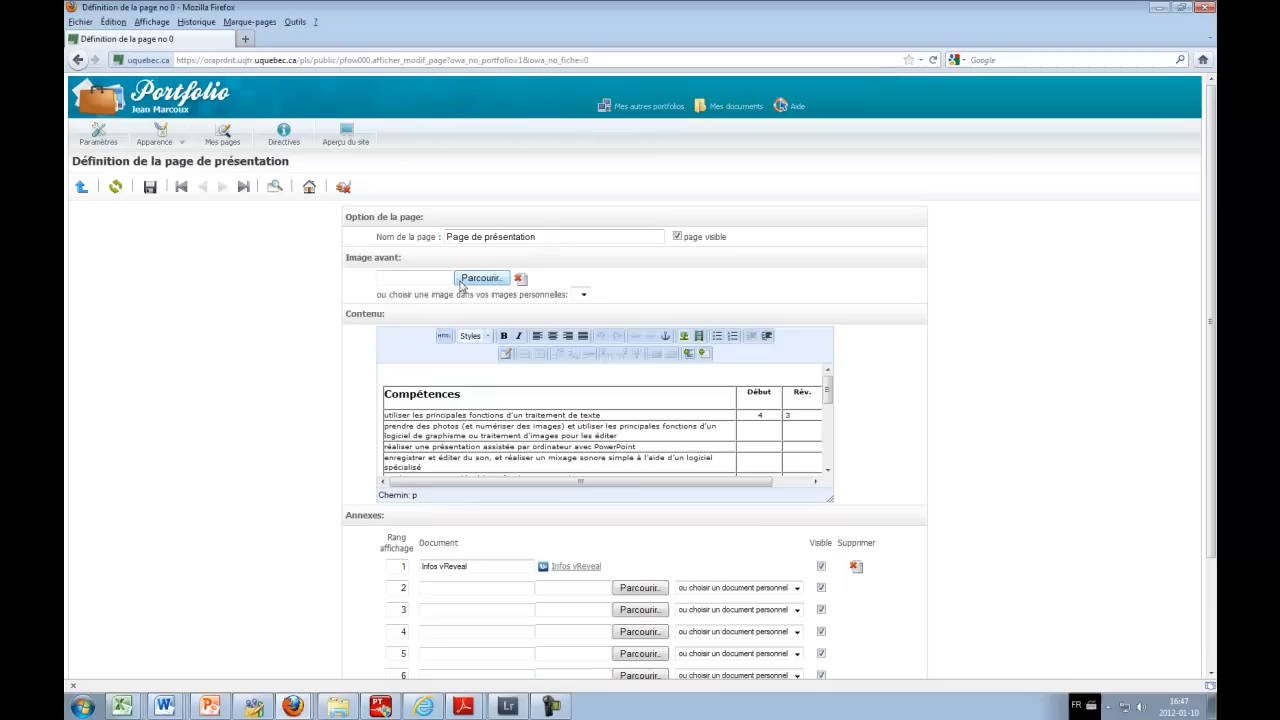 Définition de la page no 0 - Mozilla Firefox
Fichier Édition Affichage Historique Marque-pages Outils ?
Définition de la page no 0 +
uquebec.ca https://oraprdnt.uqtr.uquebec.ca/pls/public/pfow000.afficher_modif_page?owa_no_portfolio=1&owa_no_fiche=0 Google
Portfolio
Jean Marcoux
Mes autres portfolios Mes documents Aide
Paramètres Apparence Mes pages Directives Aperçu du site
Définition de la page de présentation
Option de la page:
Nom de la page : Page de présentation page visible
Image avant:
Parcourir..
ou choisir une image dans vos images personnelles:
Contenu:
HTML Styles B I
Compétences Début Rév.
utiliser les principales fonctions d'un traitement de texte 4 3
prendre des photos (et numériser des images) et utiliser les principales fonctions d'un
logiciel de graphisme ou traitement d'images pour les éditer
réaliser une présentation assistée par ordinateur avec PowerPoint
enregistrer et éditer du son, et réaliser un mixage sonore simple à l'aide d'un logiciel
spécialisé
Chemin: p
Annexes:
Rang
affichage Document Visible Supprimer
1 Infos vReveal Infos vReveal
2 Parcourir.. ou choisir un document personnel
3 Parcourir.. ou choisir un document personnel
4 Parcourir.. ou choisir un document personnel
5 Parcourir.. ou choisir un document personnel
6 Parcourir.. ou choisir un document personnel
Lr FR 16:47
2012-01-10